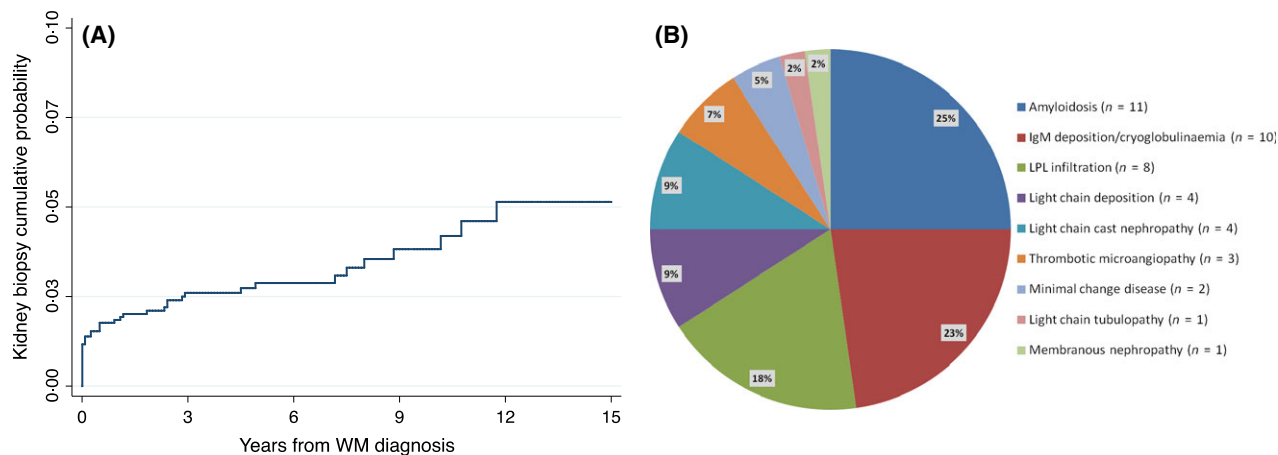 (A)
Kidney biopsy cumulative probability
0·10
0·07
0·05
0·03
0·00
0
3
6
9
12
15
Years from WM diagnosis
(B)
25%
23%
18%
9%
9%
7%
5%
2%
2%
Amyloidosis (n = 11)
IgM deposition/cryoglobulinaemia (n = 10)
LPL infiltration (n = 8)
Light chain deposition (n = 4)
Light chain cast nephropathy (n = 4)
Thrombotic microangiopathy (n = 3)
Minimal change disease (n = 2)
Light chain tubulopathy (n = 1)
Membranous nephropathy (n = 1)